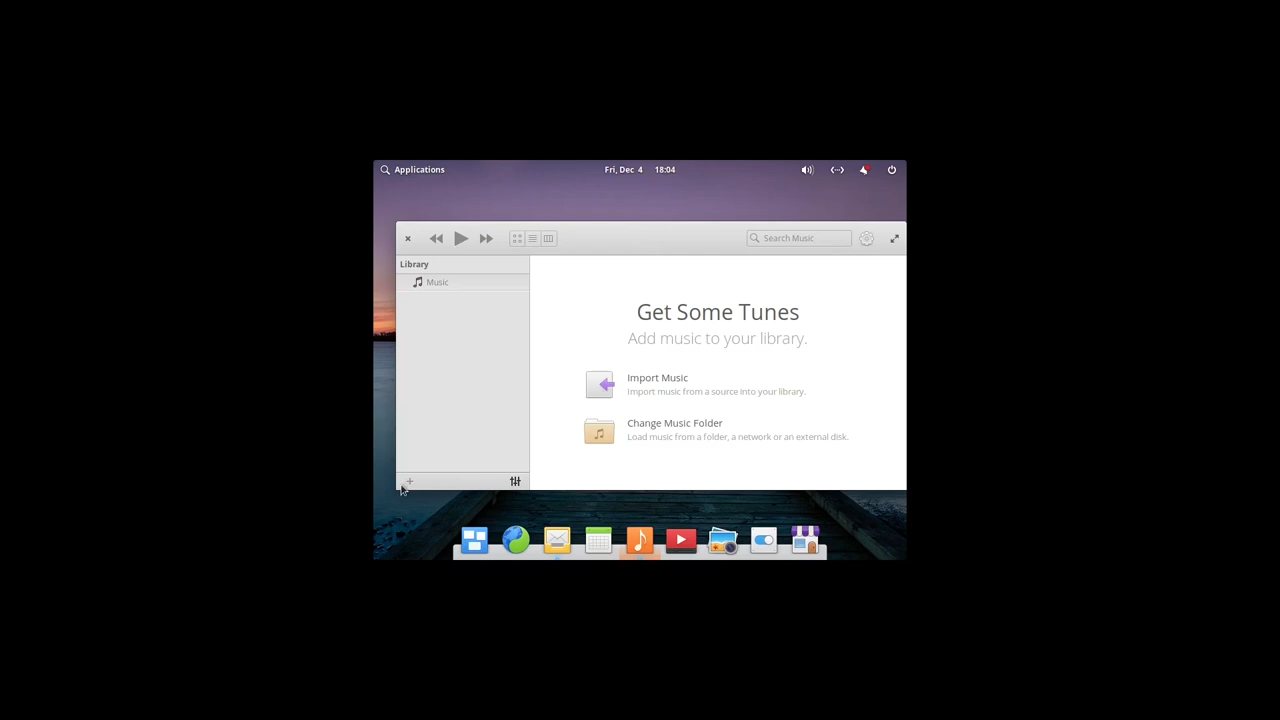 Applications
Fri, Dec 4 18:04
Search Music
Library
Music
Get Some Tunes
Add music to your library.
Import Music
Import music from a source into your library.
Change Music Folder
Load music from a folder, a network or an external disk.